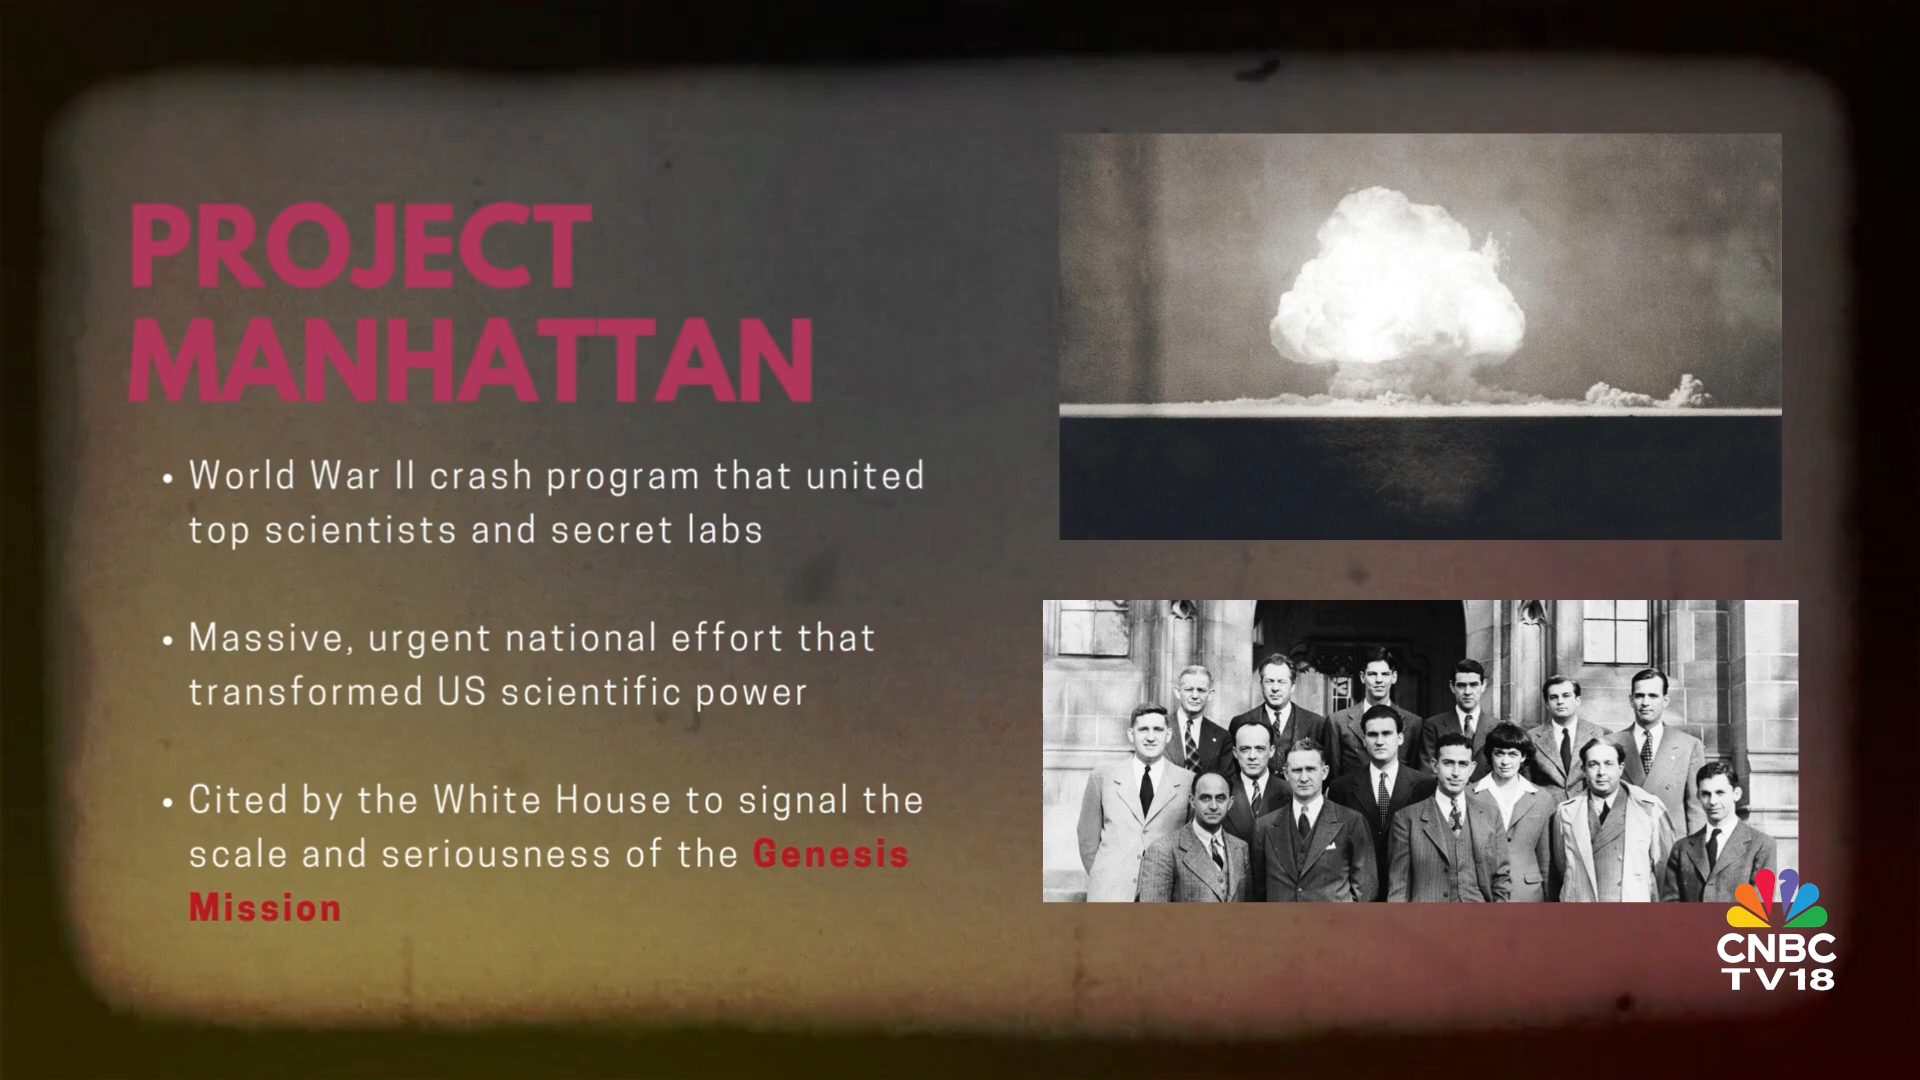 PROJECT
MANHATTAN
• World War II crash program that united
top scientists and secret labs
• Massive, urgent national effort that
transformed US scientific power
• Cited by the White House to signal the
scale and seriousness of the Genesis
Mission
CNBC
TV18